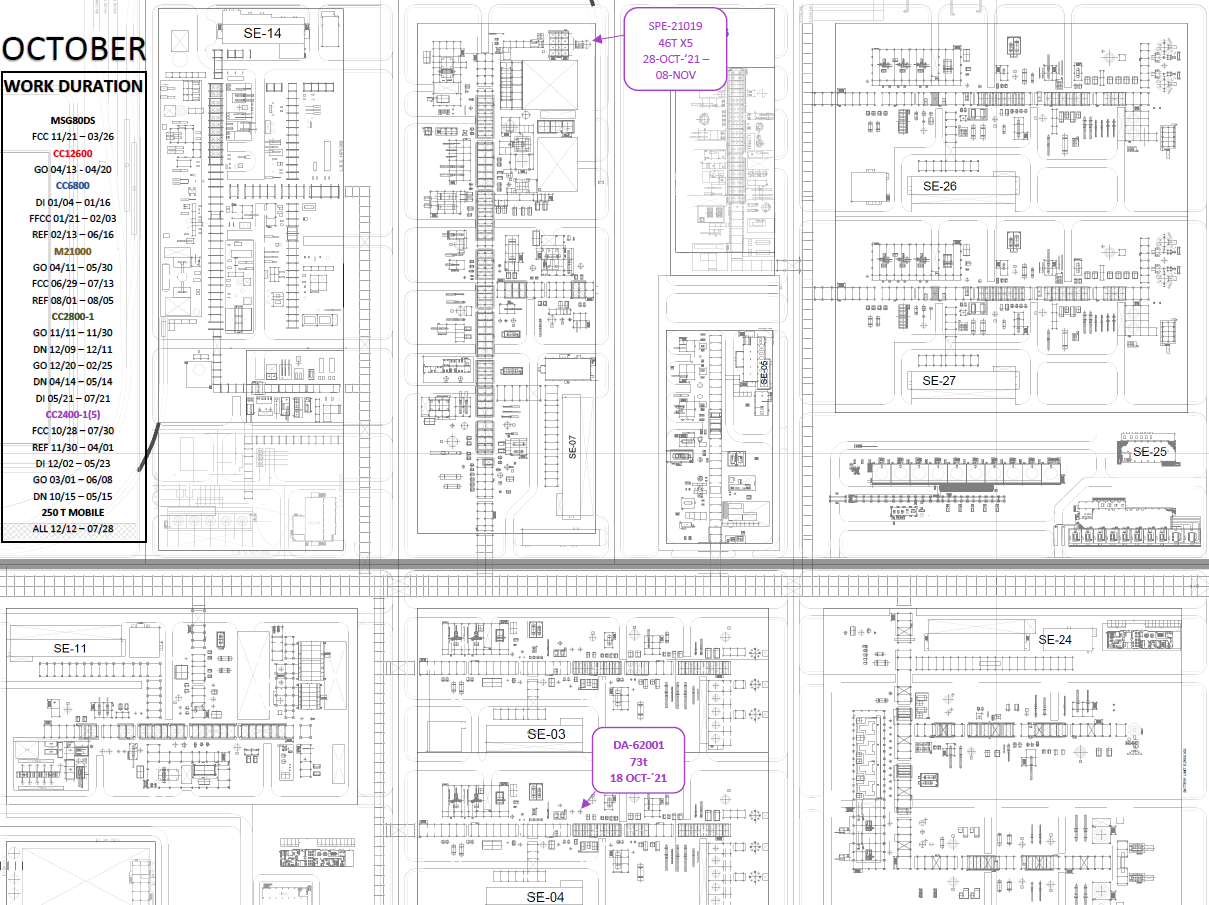 OCTOBER
WORK DURATION
MSG80DS
FCC 11/21 – 03/26
CC12600
GO 04/13 - 04/20
CC6800
DI 01/04 – 01/16
FFCC 01/21 – 02/03
REF 02/13 – 06/16
M21000
GO 04/11 – 05/30
FCC 06/29 – 07/13
REF 08/01 – 08/05
CC2800-1
GO 11/11 – 11/30
DN 12/09 – 12/11
GO 12/20 – 02/25
DN 04/14 – 05/14
DI 05/21 – 07/21
CC2400-1(5)
FCC 10/28 – 07/30
REF 11/30 – 04/01
DI 12/02 – 05/23
GO 03/01 – 06/08
DN 10/15 – 05/15
250 T MOBILE
ALL 12/12 – 07/28
SE-14
SPE-21019
46T X5
28-OCT-´21 –
08-NOV
SE-26
SE-27
SE-05
SE-07
SE-25
SE-11
SE-03
SE-24
DA-62001
73t
18 OCT-´21
SE-04